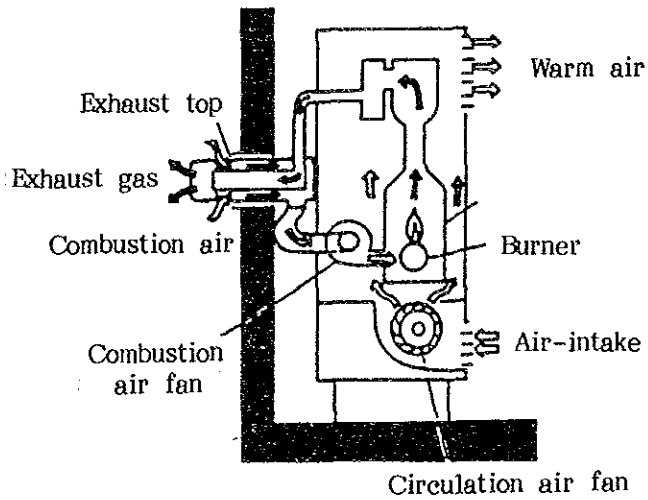 Warm air
Exhaust top
Exhaust gas
Combustion air
Burner
Combustion
air fan
Air-intake
Circulation air fan